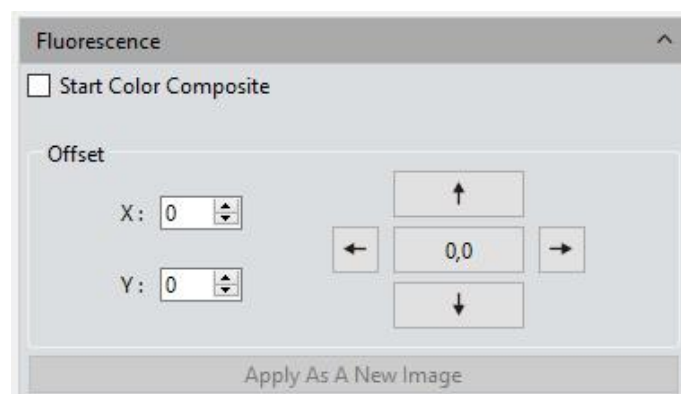 Fluorescence
Start Color Composite
Offset
X: 0
0,0
Y: 0
Apply As A New Image